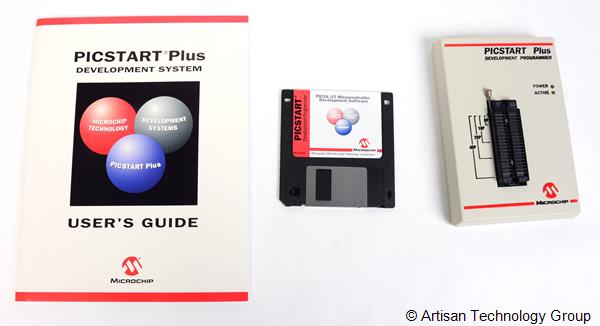 PICSTART® Plus
DEVELOPMENT SYSTEM
MICROCHIP
TECHNOLOGY
DEVELOPMENT
SYSTEMS
PICSTART Plus
USER'S GUIDE
MICROCHIP
PICSTART
PIC16/17 Microcontroller
Development Software
MICROCHIP
PICSTART Plus
DEVELOPMENT PROGRAMMER
POWER
ACTIVE
MICROCHIP
© Artisan Technology Group